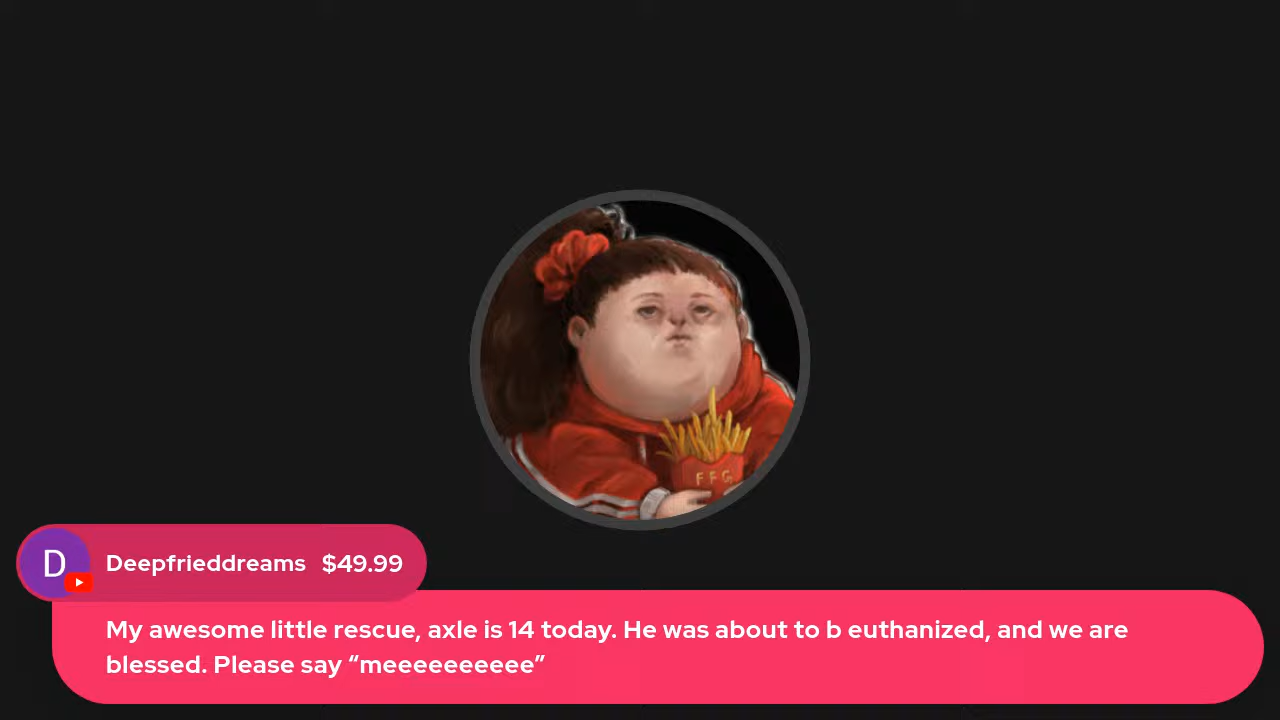 FFG
D
Deepfrieddreams $49.99
My awesome little rescue, axle is 14 today. He was about to b euthanized, and we are
blessed. Please say “meeeeeeeeee”